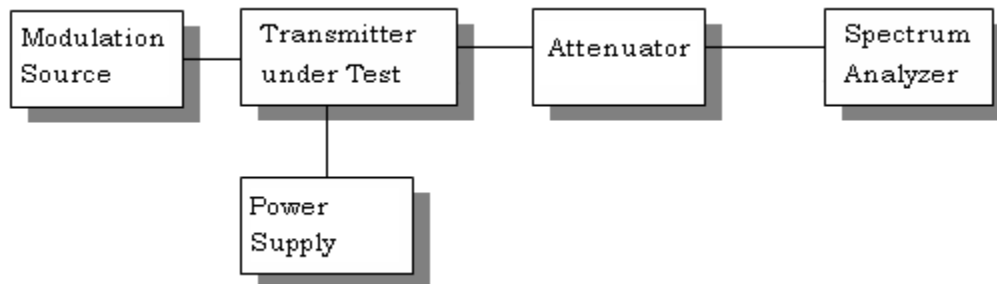 Modulation
Source
Transmitter
under Test
Attenuator
Spectrum
Analyzer
Power
Supply